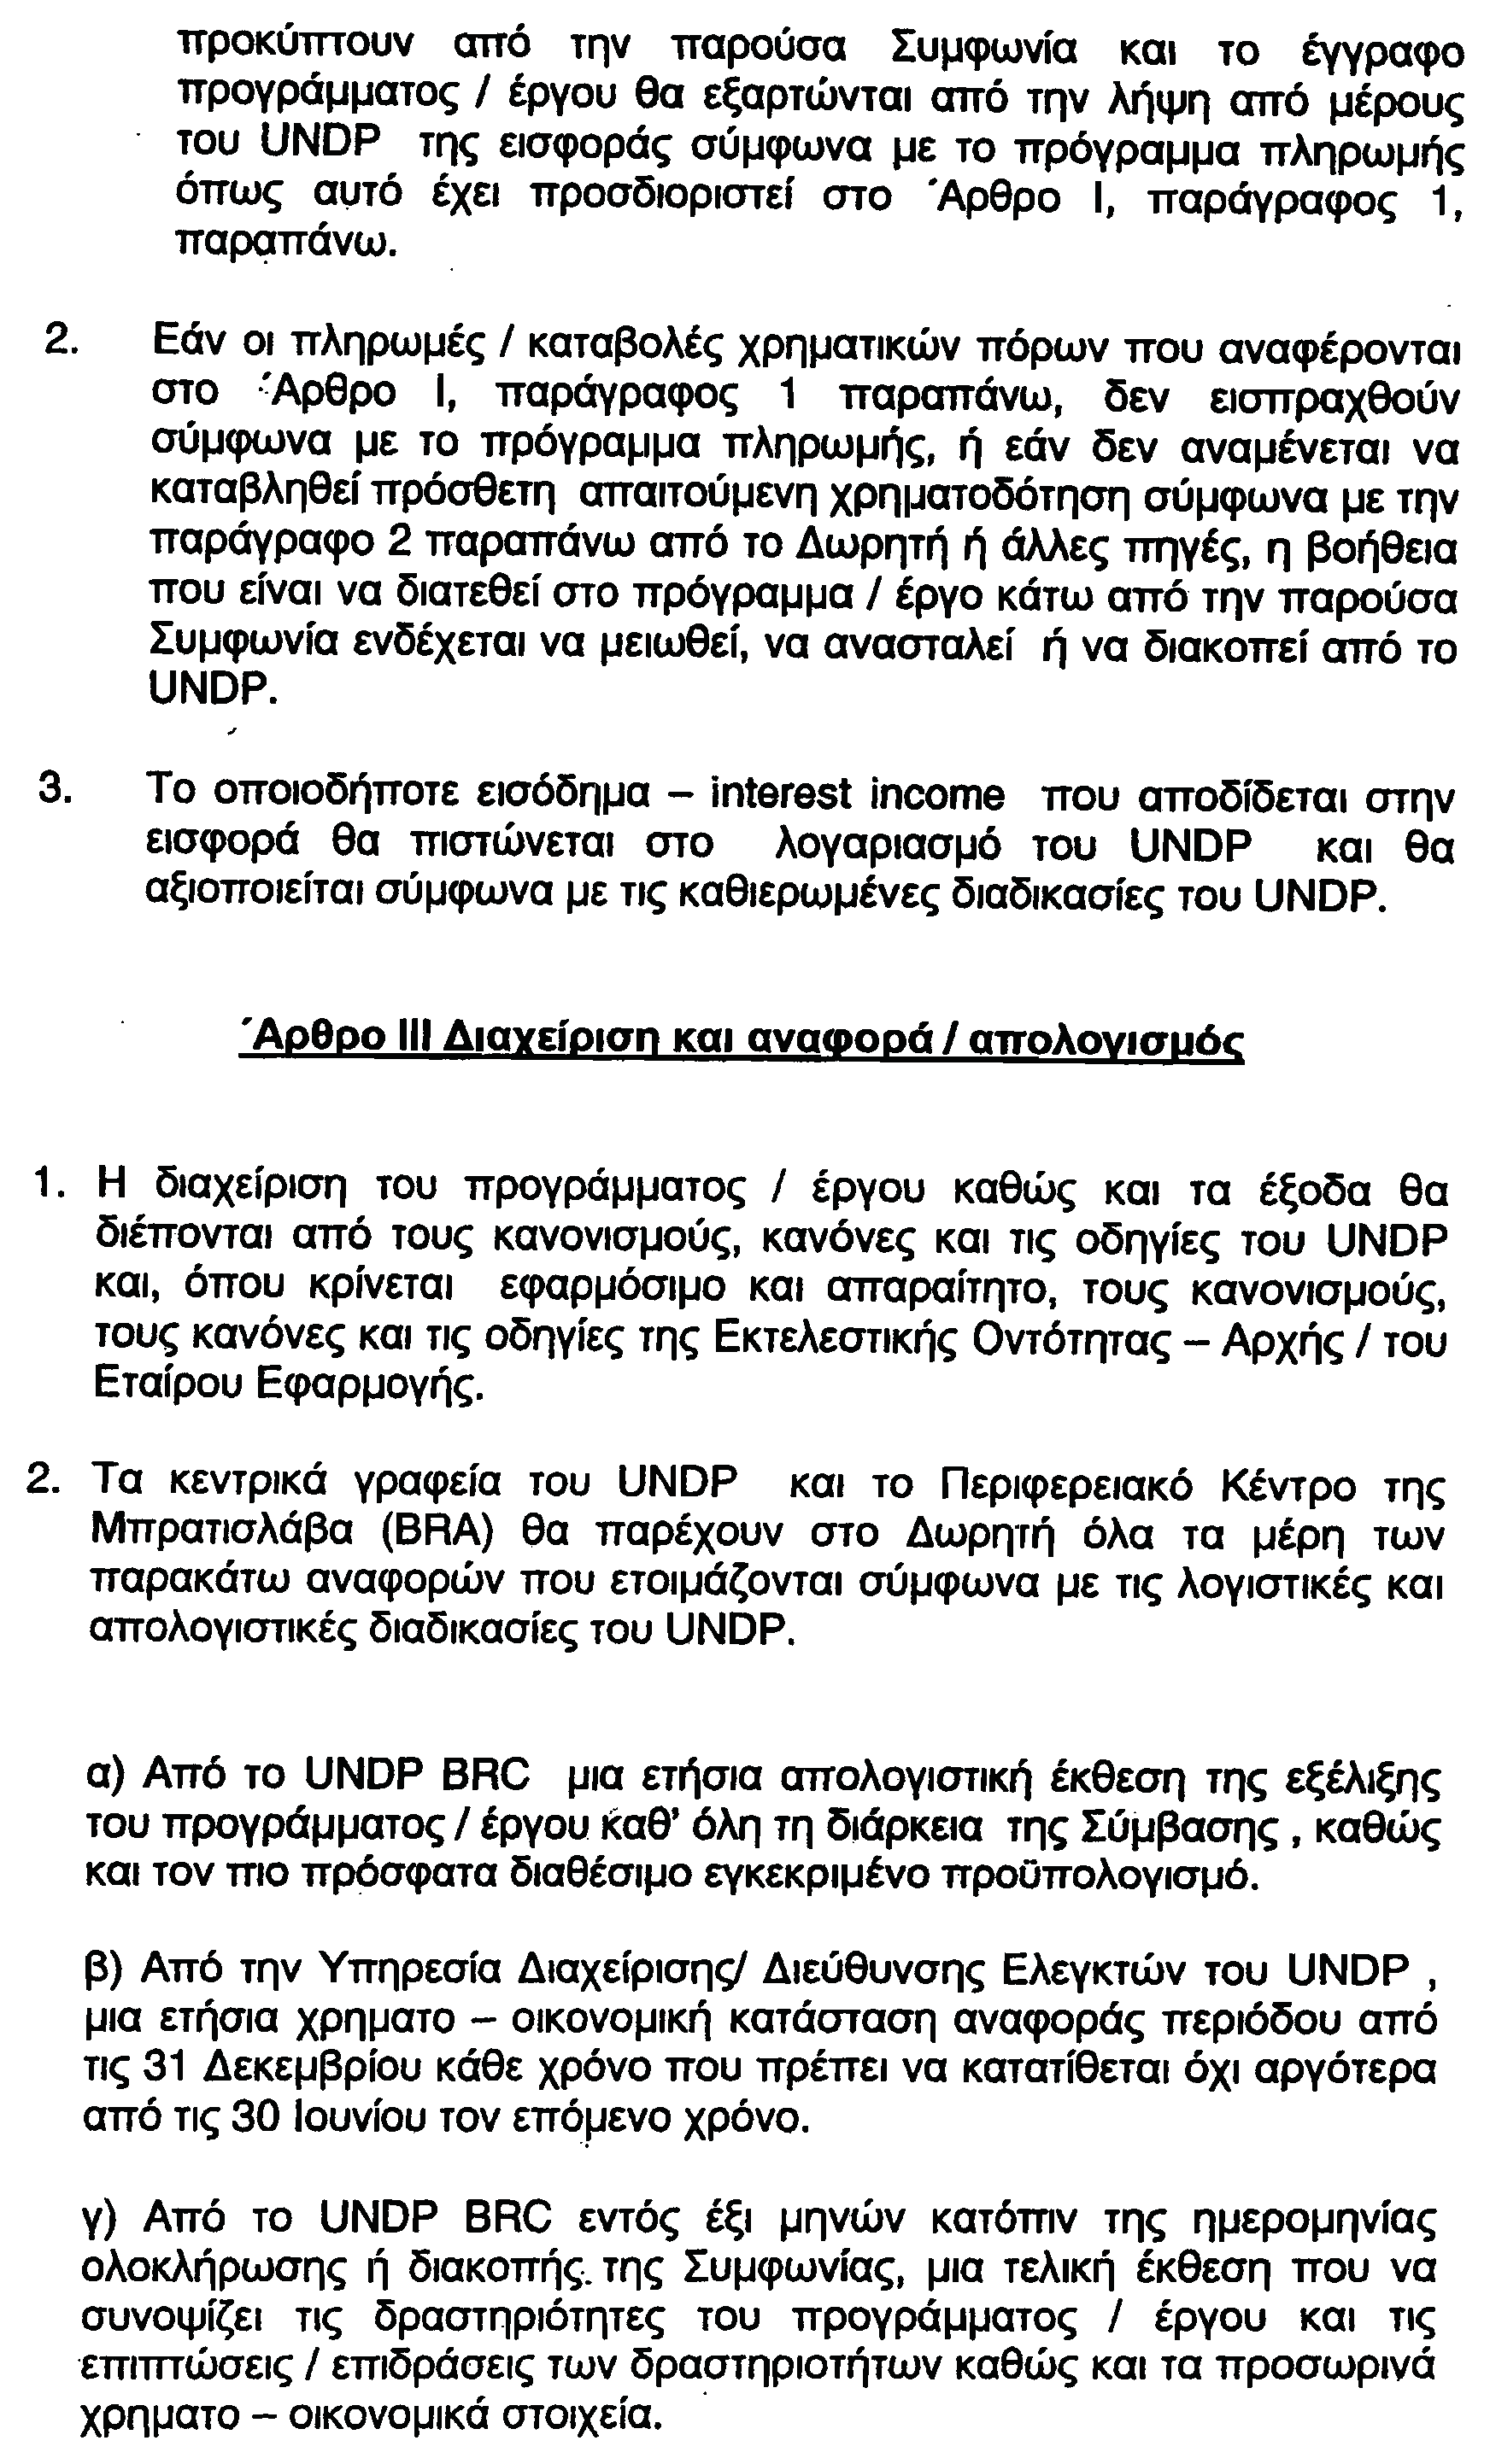 προκύπτουν από την παρούσα Συμφωνία και το έγγραφο
προγράμματος / έργου θα εξαρτώνται από την λήψη από μέρους
του UNDP της εισφοράς σύμφωνα με το πρόγραμμα πληρωμής
όπως αυτό έχει προσδιοριστεί στο Άρθρο Ι, παράγραφος 1,
παραπάνω.
2. Εάν οι πληρωμές / καταβολές χρηματικών πόρων που αναφέρονται
στο Άρθρο Ι, παράγραφος 1 παραπάνω, δεν εισπραχθούν
σύμφωνα με το πρόγραμμα πληρωμής, ή εάν δεν αναμένεται να
καταβληθεί πρόσθετη απαιτούμενη χρηματοδότηση σύμφωνα με την
παράγραφο 2 παραπάνω από το Δωρητή ή άλλες πηγές, η βοήθεια
που είναι να διατεθεί στο πρόγραμμα / έργο κάτω από την παρούσα
Συμφωνία ενδέχεται να μειωθεί, να ανασταλεί ή να διακοπεί από το
UNDP.
3. Το οποιοδήποτε εισόδημα – interest income που αποδίδεται στην
εισφορά θα πιστώνεται στο λογαριασμό του UNDP και θα
αξιοποιείται σύμφωνα με τις καθιερωμένες διαδικασίες του UNDP.
Άρθρο ΙΙΙ Διαχείριση και αναφορά / απολογισμός
1. Η διαχείριση του προγράμματος / έργου καθώς και τα έξοδα θα
διέπονται από τους κανονισμούς, κανόνες και τις οδηγίες του UNDP
και, όπου κρίνεται εφαρμόσιμο και απαραίτητο, τους κανονισμούς,
τους κανόνες και τις οδηγίες της Εκτελεστικής Οντότητας – Αρχής / του
Εταίρου Εφαρμογής.
2. Τα κεντρικά γραφεία του UNDP και το Περιφερειακό Κέντρο της
Μπρατισλάβα (BRA) θα παρέχουν στο Δωρητή όλα τα μέρη των
παρακάτω αναφορών που ετοιμάζονται σύμφωνα με τις λογιστικές και
απολογιστικές διαδικασίες του UNDP.
α) Από το UNDP BRC μια ετήσια απολογιστική έκθεση της εξέλιξης
του προγράμματος / έργου καθ’ όλη τη διάρκεια της Σύμβασης , καθώς
και τον πιο πρόσφατα διαθέσιμο εγκεκριμένο προϋπολογισμό.
β) Από την Υπηρεσία Διαχείρισης/ Διεύθυνσης Ελεγκτών του UNDP ,
μια ετήσια χρηματο – οικονομική κατάσταση αναφοράς περιόδου από
τις 31 Δεκεμβρίου κάθε χρόνο που πρέπει να κατατίθεται όχι αργότερα
από τις 30 Ιουνίου τον επόμενο χρόνο.
γ) Από το UNDP BRC εντός έξι μηνών κατόπιν της ημερομηνίας
ολοκλήρωσης ή διακοπής της Συμφωνίας, μια τελική έκθεση που να
συνοψίζει τις δραστηριότητες του προγράμματος / έργου και τις
επιπτώσεις / επιδράσεις των δραστηριοτήτων καθώς και τα προσωρινά
χρηματο – οικονομικά στοιχεία.